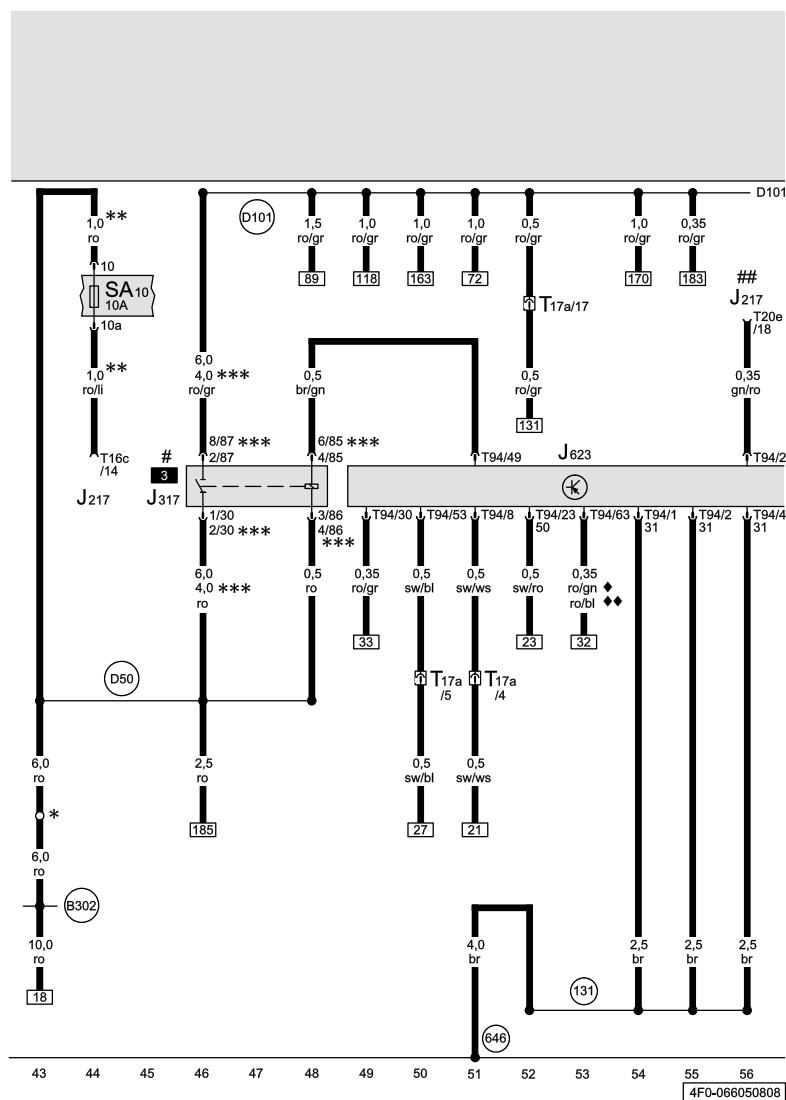 D101
D101
1,0 **
ro
10
SA10
10A
10a
1,0 **
ro/li
T16c
/14
J217
1,5
ro/gr
89
1,0
ro/gr
118
1,0
ro/gr
163
1,0
ro/gr
72
0,5
ro/gr
T17a/17
0,5
ro/gr
131
1,0
ro/gr
170
0,35
ro/gr
183
##
J217
T20e
/18
0,35
gn/ro
6,0
4,0 ***
ro/gr
0,5
br/gn
8/87 ***
2/87
6/85 ***
4/85
T94/49
J623
T94/2
#
3
J317
1/30
2/30 ***
3/86
4/86
***
T94/30
T94/53
T94/8
T94/23
50
T94/63
T94/1
31
T94/2
31
T94/4
31
6,0
4,0 ***
ro
0,5
ro
0,35
ro/gr
33
0,5
sw/bl
0,5
sw/ws
0,5
sw/ro
23
0,35
ro/gn ♦
ro/bl ♦♦
32
D50
T17a
/5
T17a
/4
6,0
ro
2,5
ro
185
0,5
sw/bl
27
0,5
sw/ws
21
*
6,0
ro
B302
10,0
ro
18
4,0
br
2,5
br
2,5
br
2,5
br
131
646
43 44 45 46 47 48 49 50 51 52 53 54 55 56
4F0-066050808